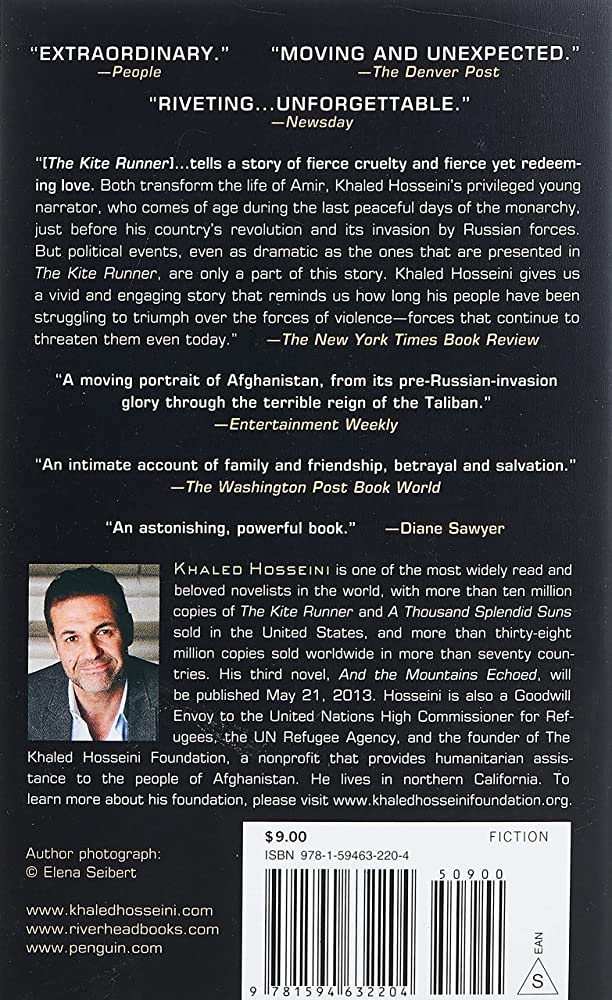 “EXTRAORDINARY.” “MOVING AND UNEXPECTED.”
—People —The Denver Post
“RIVETING...UNFORGETTABLE.”
—Newsday
“[The Kite Runner]...tells a story of fierce cruelty and fierce yet redeem-
ing love. Both transform the life of Amir, Khaled Hosseini’s privileged young
narrator, who comes of age during the last peaceful days of the monarchy,
just before his country’s revolution and its invasion by Russian forces.
But political events, even as dramatic as the ones that are presented in
The Kite Runner, are only a part of this story. Khaled Hosseini gives us
a vivid and engaging story that reminds us how long his people have been
struggling to triumph over the forces of violence—forces that continue to
threaten them even today.” —The New York Times Book Review
“A moving portrait of Afghanistan, from its pre-Russian-invasion
glory through the terrible reign of the Taliban.”
—Entertainment Weekly
“An intimate account of family and friendship, betrayal and salvation.”
—The Washington Post Book World
“An astonishing, powerful book.” —Diane Sawyer
KHALED HOSSEINI is one of the most widely read and
beloved novelists in the world, with more than ten million
copies of The Kite Runner and A Thousand Splendid Suns
sold in the United States, and more than thirty-eight
million copies sold worldwide in more than seventy coun-
tries. His third novel, And the Mountains Echoed, will
be published May 21, 2013. Hosseini is also a Goodwill
Envoy to the United Nations High Commissioner for Ref-
ugees, the UN Refugee Agency, and the founder of The
Khaled Hosseini Foundation, a nonprofit that provides humanitarian assis-
tance to the people of Afghanistan. He lives in northern California. To
learn more about his foundation, please visit www.khaledhosseinifoundation.org.
Author photograph:
© Elena Seibert
www.khaledhosseini.com
www.riverheadbooks.com
www.penguin.com
$9.00 FICTION
ISBN 978-1-59463-220-4
50900
9 781594 632204
EAN
S